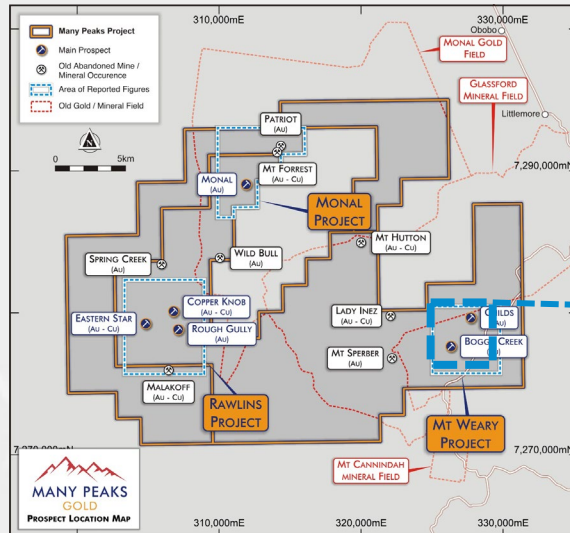 310,000mE
330,000mE
Many Peaks Project
Main Prospect
Old Abandoned Mine /
Mineral Occurence
Area of Reported Figures
Old Gold / Mineral Field
N
0
5km
Obobo
Monal Gold
Field
Glassford
Mineral Field
Littlemore
7,290,000mN
Patriot
(Au)
Mt Forrest
(Au - Cu)
Monal
(Au)
Monal
Project
Mt Hutton
(Au - Cu)
Wild Bull
(Au)
Spring Creek
(Au)
Copper Knob
(Au - Cu)
Eastern Star
(Au - Cu)
Rough Gully
(Au - Cu)
Lady Inez
(Au - Cu)
Mt Sperber
(Au)
Malakoff
(Au - Cu)
Rawlins
Project
Mt Weary
Project
7,270,000mN
Mt Cannindah
mineral Field
MANY PEAKS
GOLD
Prospect Location Map
310,000mE
320,000mE
330,000mE